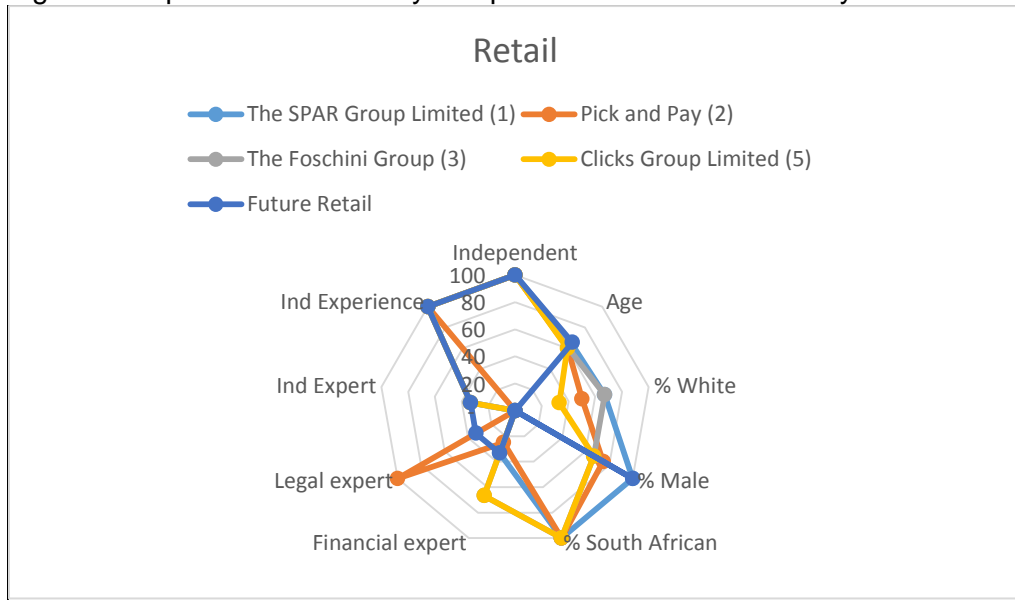 Retail
The SPAR Group Limited (1) Pick and Pay (2)
The Foschini Group (3) Clicks Group Limited (5)
Future Retail
Independent
100
Ind Experience 80 Age
60
Ind Expert 40 % White
20
Legal expert % Male
Financial expert % South African